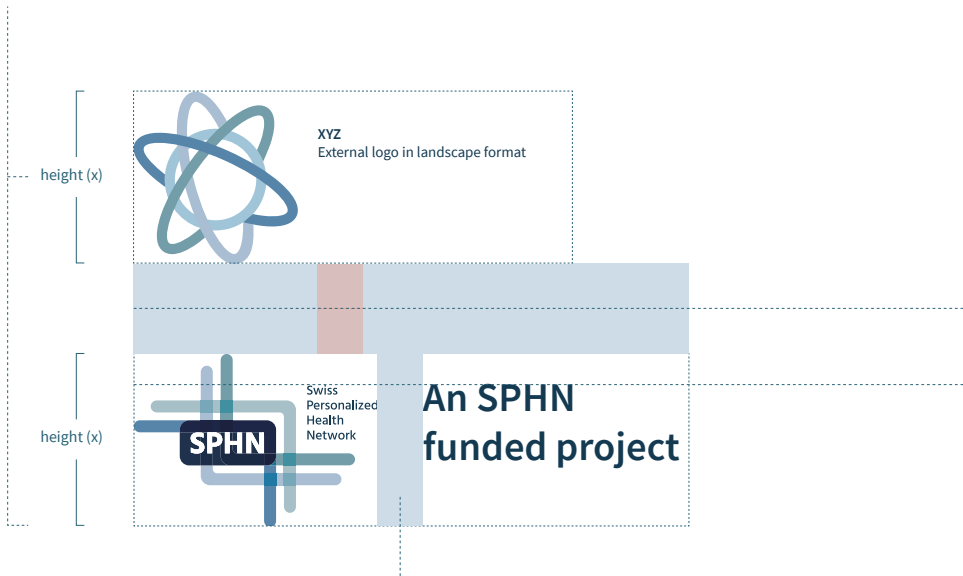 height (x)
XYZ
External logo in landscape format
height (x)
SPHN
Swiss
Personalized
Health
Network
An SPHN
funded project